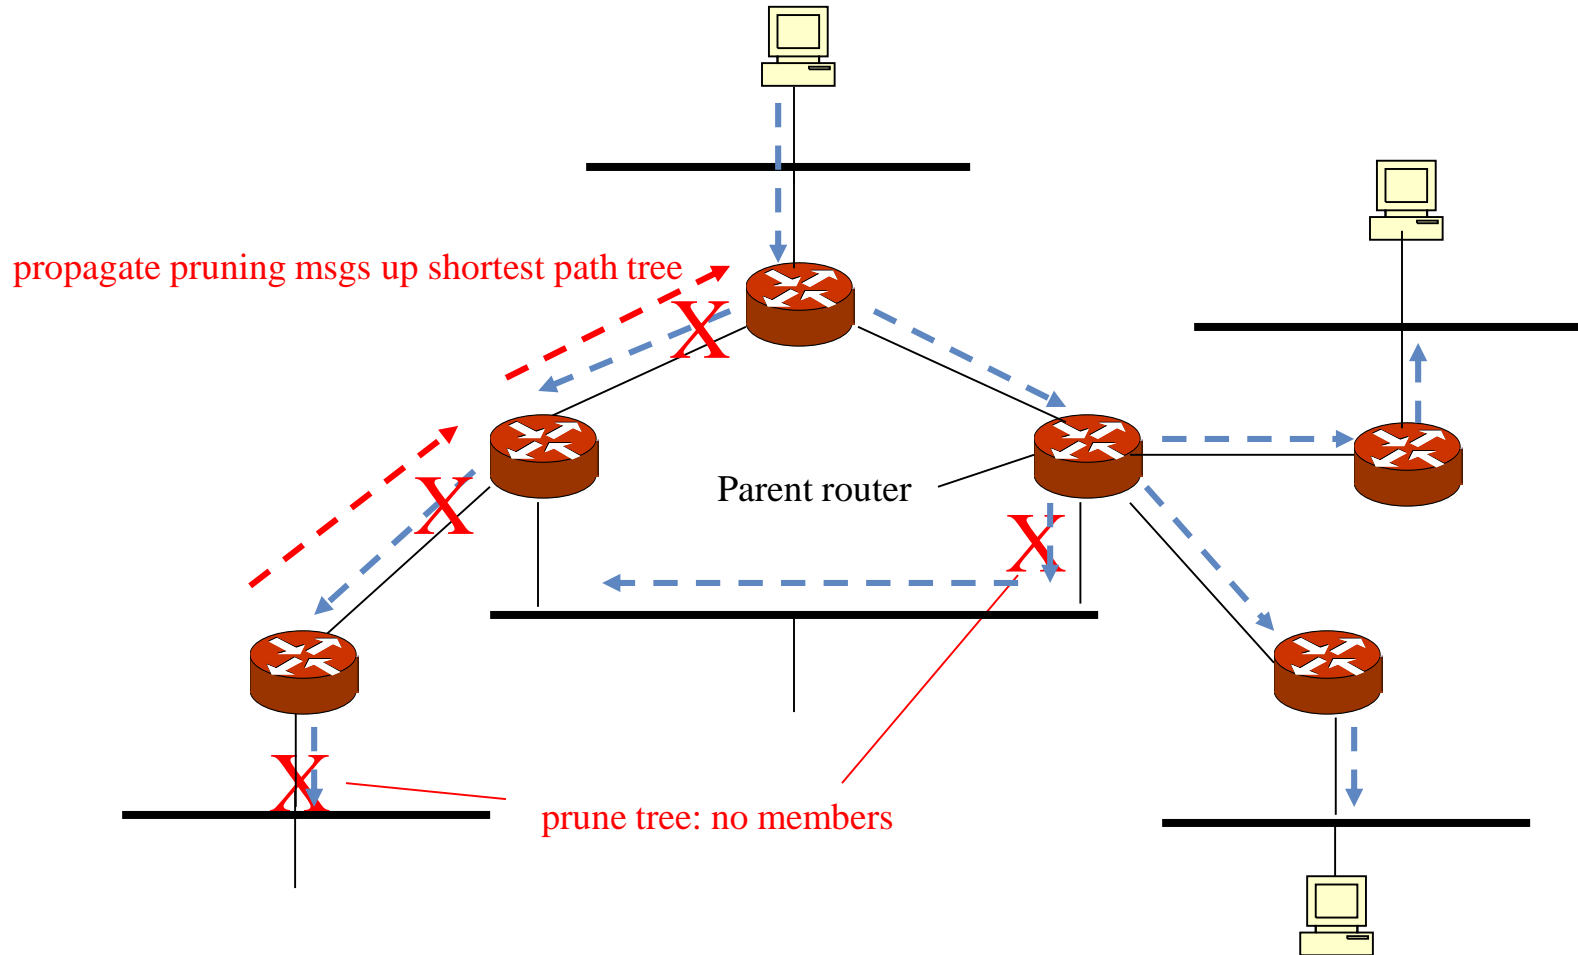 propagate pruning msgs up shortest path tree
X
X
Parent router
X
X
prune tree: no members